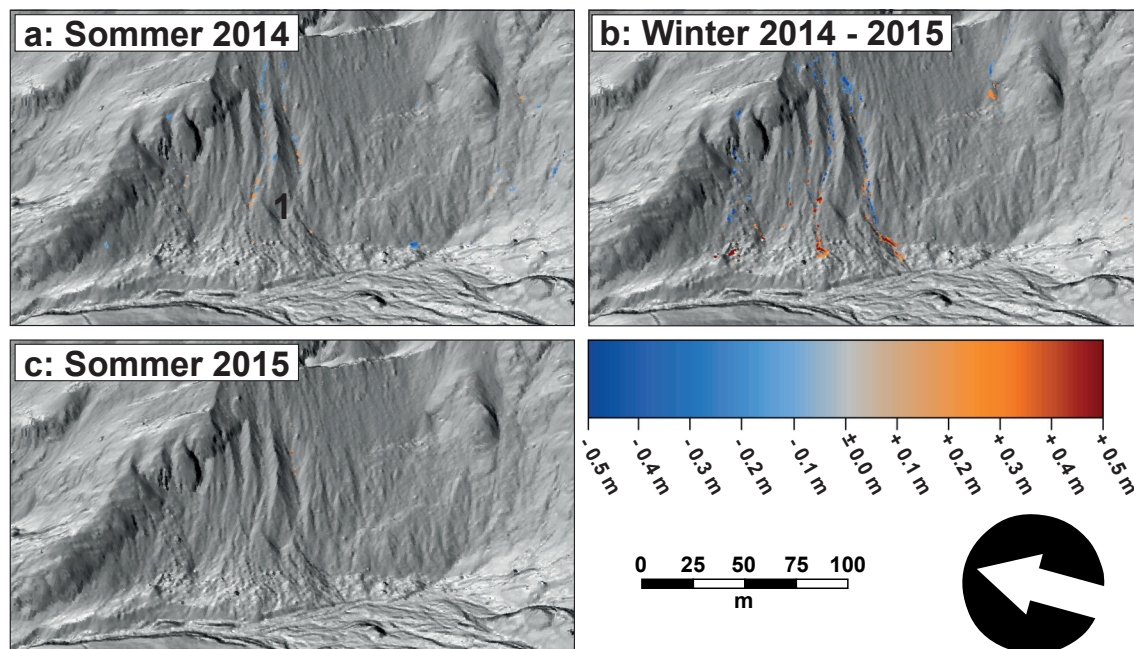 a: Sommer 2014
b: Winter 2014 - 2015
1
c: Sommer 2015
- 0.5 m
- 0.4 m
- 0.3 m
- 0.2 m
- 0.1 m
±0.0 m
+ 0.1 m
+ 0.2 m
+ 0.3 m
+ 0.4 m
+ 0.5 m
0 25 50 75 100
m